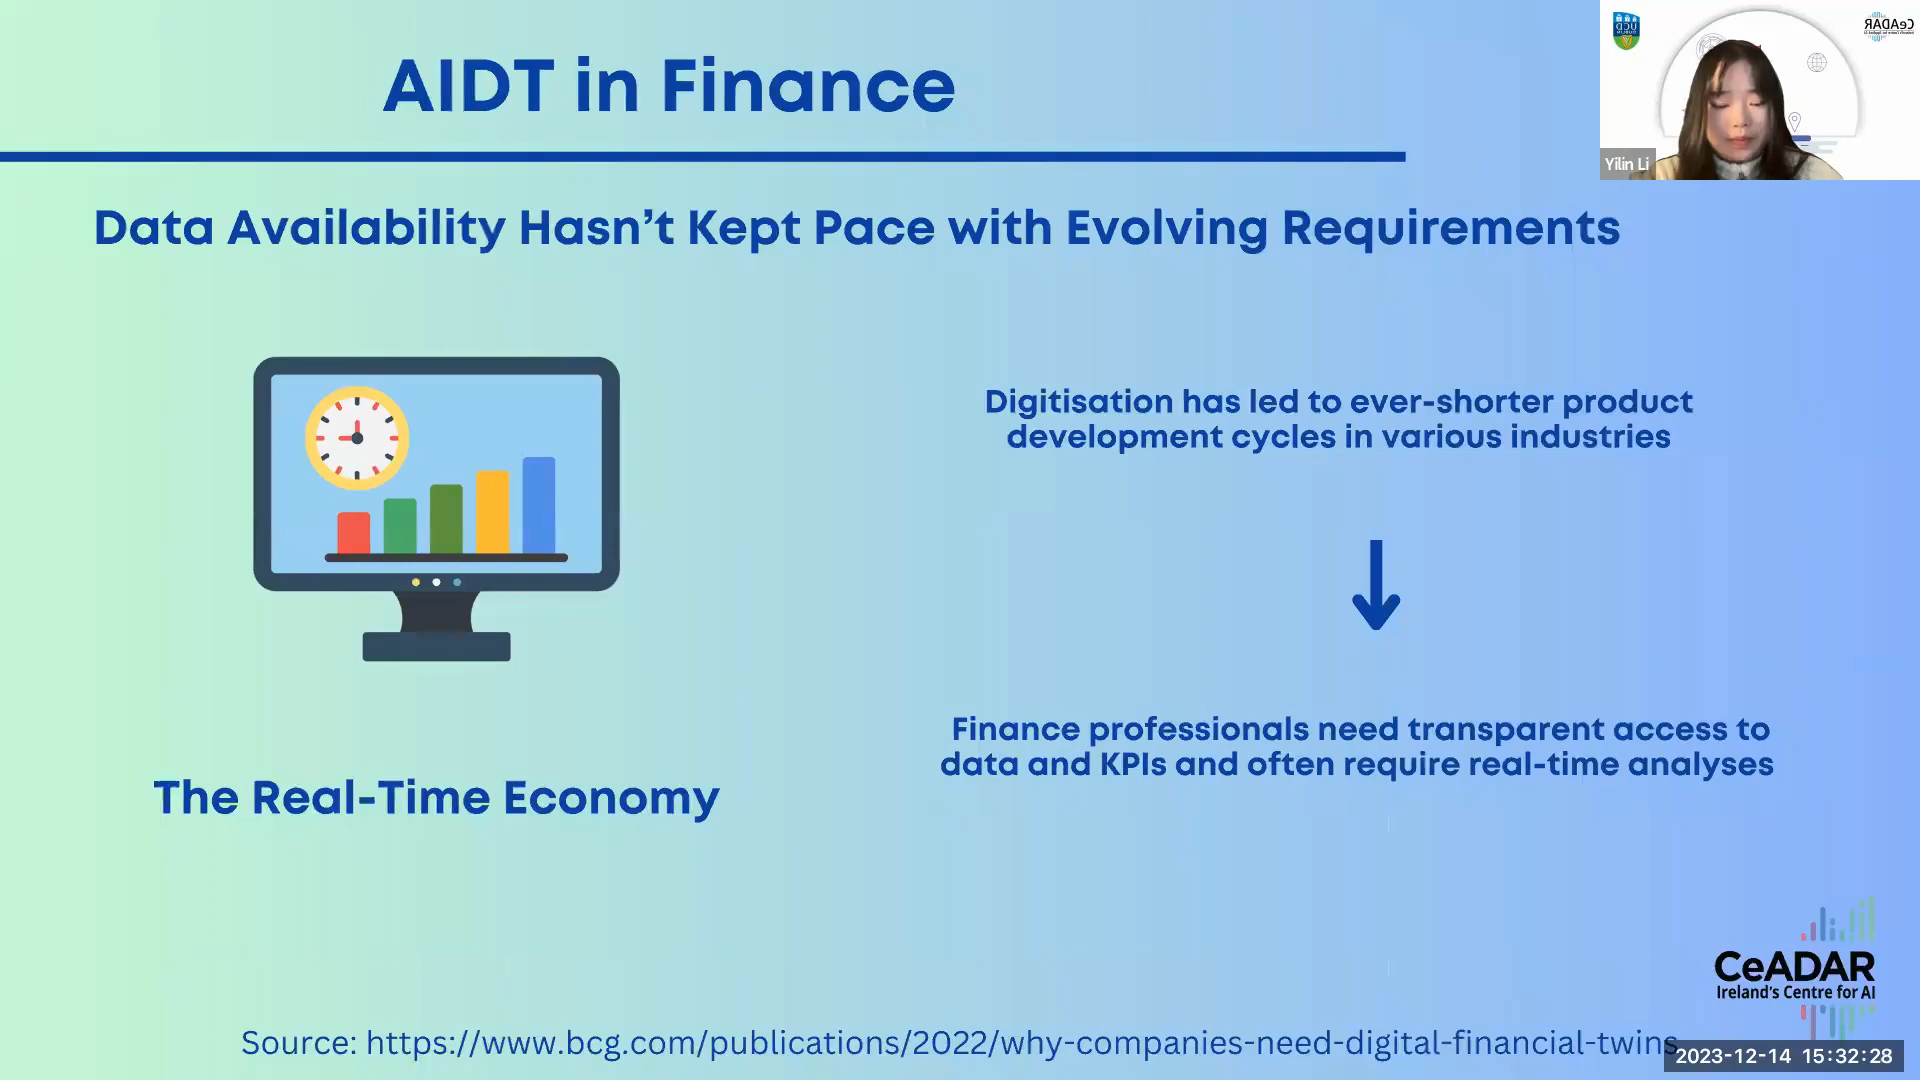 AIDT in Finance
UCD
DUBLIN
CeADAR
Yilin Li
Data Availability Hasn't Kept Pace with Evolving Requirements
Digitisation has led to ever-shorter product
development cycles in various industries
Finance professionals need transparent access to
data and KPIs and often require real-time analyses
The Real-Time Economy
CeADAR
Ireland's Centre for AI
Source: https://www.bcg.com/publications/2022/why-companies-need-digital-financial-twins
2023-12-14 15:32:28